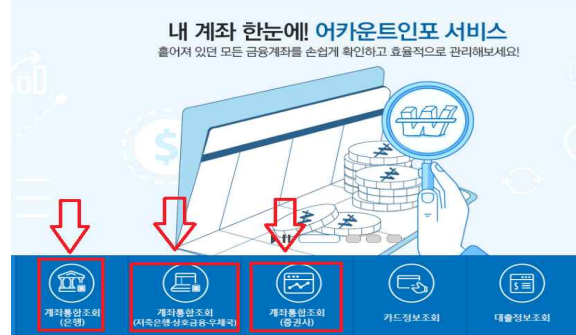 내 계좌 한눈에! 어카운트인포 서비스
흩어져 있던 모든 금융계좌를 손쉽게 확인하고 효율적으로 관리해보세요!
계좌통합조회
(은행)
계좌통합조회
(저축은행·상호금융·우체국)
계좌통합조회
(증권사)
카드정보조회
대출정보조회